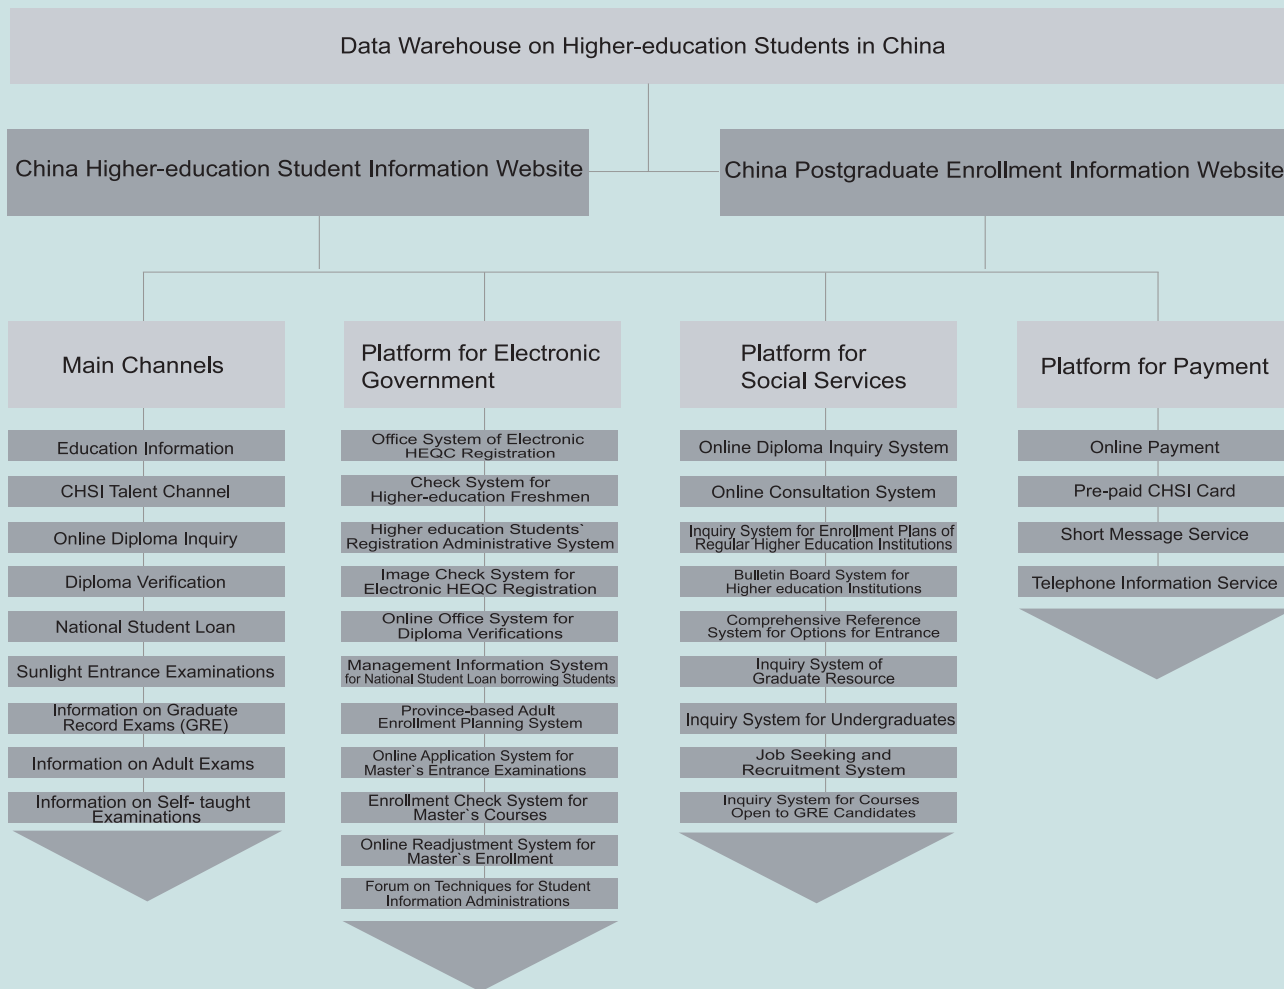 Data Warehouse on Higher-education Students in China
China Higher-education Student Information Website
China Postgraduate Enrollment Information Website
Main Channels
Education Information
CHSI Talent Channel
Online Diploma Inquiry
Diploma Verification
National Student Loan
Sunlight Entrance Examinations
Information on Graduate
Record Exams (GRE)
Information on Adult Exams
Information on Self- taught
Examinations
Platform for Electronic
Government
Office System of Electronic
HEQC Registration
Check System for
Higher-education Freshmen
Higher education Students`
Registration Administrative System
Image Check System for
Electronic HEQC Registration
Online Office System for
Diploma Verifications
Management Information System
for National Student Loan borrowing Students
Province-based Adult
Enrollment Planning System
Online Application System for
Master`s Entrance Examinations
Enrollment Check System for
Master`s Courses
Online Readjustment System for
Master`s Enrollment
Forum on Techniques for Student
Information Administrations
Platform for
Social Services
Online Diploma Inquiry System
Online Consultation System
Inquiry System for Enrollment Plans of
Regular Higher Education Institutions
Bulletin Board System for
Higher education Institutions
Comprehensive Reference
System for Options for Entrance
Inquiry System of
Graduate Resource
Inquiry System for Undergraduates
Job Seeking and
Recruitment System
Inquiry System for Courses
Open to GRE Candidates
Platform for Payment
Online Payment
Pre-paid CHSI Card
Short Message Service
Telephone Information Service